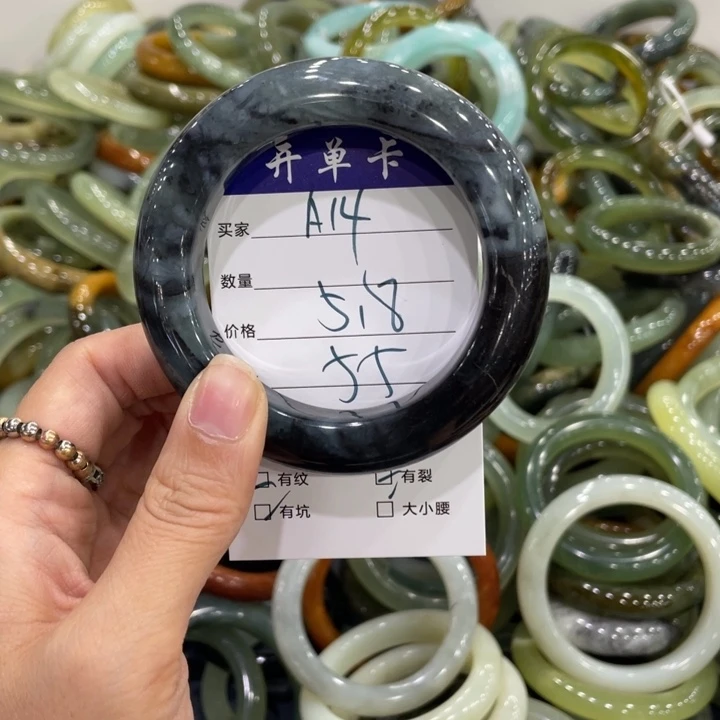 开单卡
买家 A14
数量
价格 518
55
有纹 有裂
有坑 大小腰